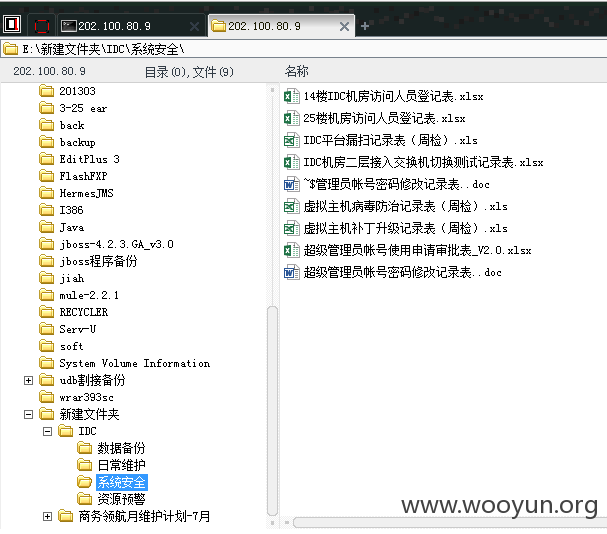 202.100.80.9
202.100.80.9
E:\新建文件夹\IDC\系统安全\
202.100.80.9
目录(0),文件(9)
名称
201303
3-25 ear
back
backup
EditPlus 3
FlashFXP
HermesJMS
I386
Java
jboss-4.2.3.GA_v3.0
jboss程序备份
jiah
mule-2.2.1
RECYCLER
Serv-U
soft
System Volume Information
udb割接备份
wrar393sc
新建文件夹
IDC
数据备份
日常维护
系统安全
资源预警
商务领航月维护计划-7月
14楼IDC机房访问人员登记表.xlsx
25楼机房访问人员登记表.xlsx
IDC平台漏扫记录表（周检）.xls
IDC机房二层接入交换机切换测试记录表.xlsx
~$管理员帐号密码修改记录表..doc
虚拟主机病毒防治记录表（周检）.xls
虚拟主机补丁升级记录表（周检）.xls
超级管理员帐号使用申请审批表_V2.0.xlsx
超级管理员帐号密码修改记录表..doc
www.wooyun.org